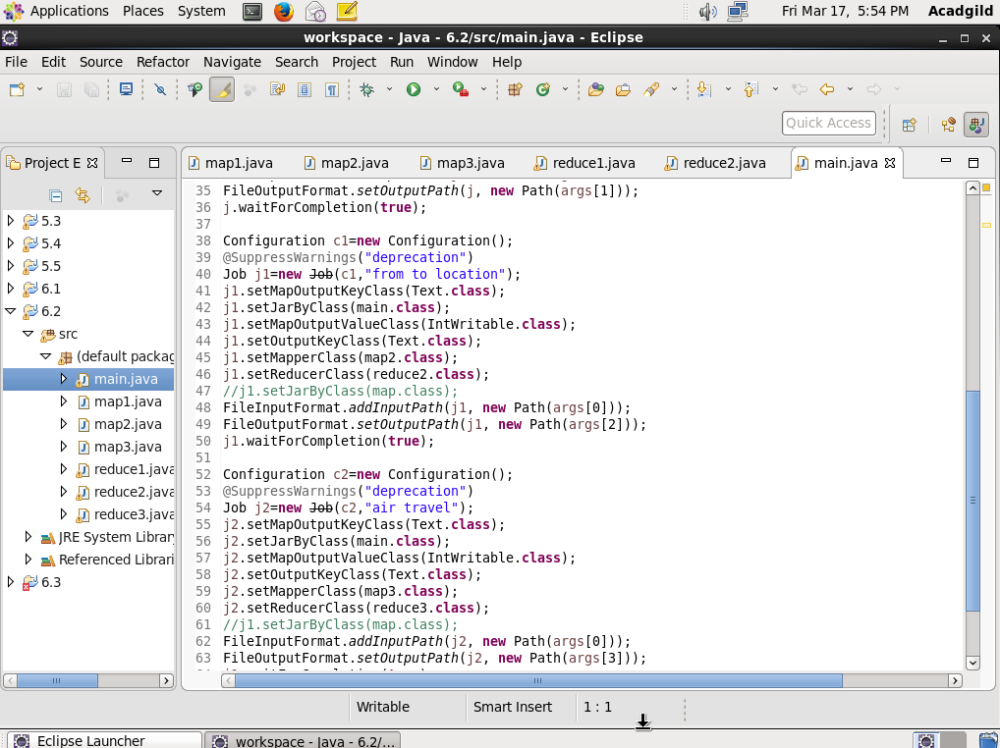 Applications Places System Fri Mar 17, 5:54 PM Acadgild
workspace - Java - 6.2/src/main.java - Eclipse
File Edit Source Refactor Navigate Search Project Run Window Help
Quick Access
Project E
map1.java map2.java map3.java reduce1.java reduce2.java main.java
5.3
5.4
5.5
6.1
6.2
src
(default packag
main.java
map1.java
map2.java
map3.java
reduce1.java
reduce2.java
reduce3.java
JRE System Library
Referenced Librari
6.3
35 FileOutputFormat.setOutputPath(j, new Path(args[1]));
36 j.waitForCompletion(true);
37
38 Configuration c1=new Configuration();
39 @SuppressWarnings("deprecation")
40 Job j1=new Job(c1,"from to location");
41 j1.setMapOutputKeyClass(Text.class);
42 j1.setJarByClass(main.class);
43 j1.setMapOutputValueClass(IntWritable.class);
44 j1.setOutputKeyClass(Text.class);
45 j1.setMapperClass(map2.class);
46 j1.setReducerClass(reduce2.class);
47 //j1.setJarByClass(map.class);
48 FileInputFormat.addInputPath(j1, new Path(args[0]));
49 FileOutputFormat.setOutputPath(j1, new Path(args[2]));
50 j1.waitForCompletion(true);
51
52 Configuration c2=new Configuration();
53 @SuppressWarnings("deprecation")
54 Job j2=new Job(c2,"air travel");
55 j2.setMapOutputKeyClass(Text.class);
56 j2.setJarByClass(main.class);
57 j2.setMapOutputValueClass(IntWritable.class);
58 j2.setOutputKeyClass(Text.class);
59 j2.setMapperClass(map3.class);
60 j2.setReducerClass(reduce3.class);
61 //j1.setJarByClass(map.class);
62 FileInputFormat.addInputPath(j2, new Path(args[0]));
63 FileOutputFormat.setOutputPath(j2, new Path(args[3]));
Writable Smart Insert 1 : 1
Eclipse Launcher workspace - Java - 6.2/...